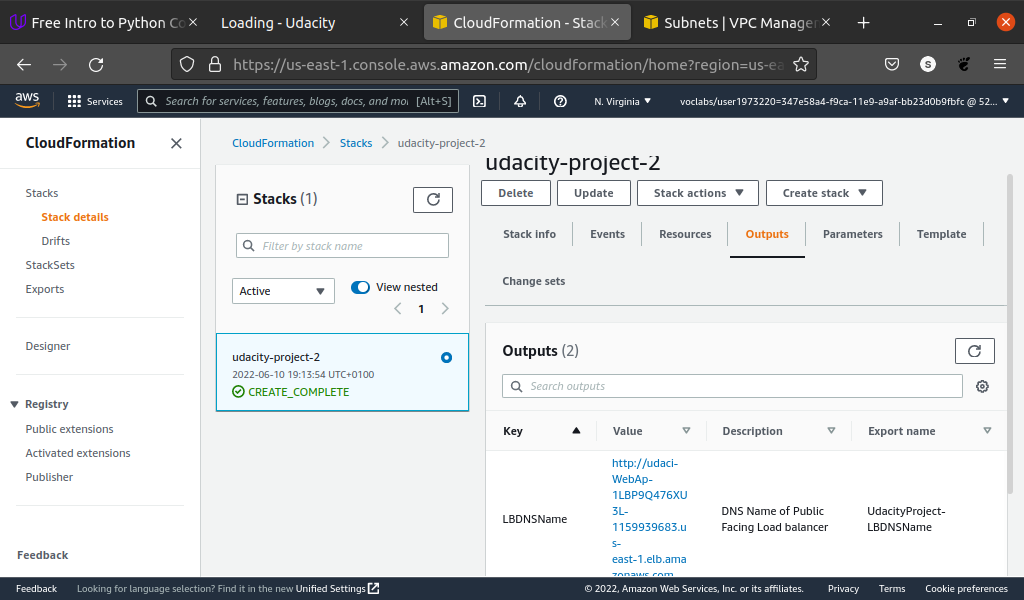 Free Intro to Python Co
Loading - Udacity
CloudFormation - Stack
Subnets | VPC Manager
https://us-east-1.console.aws.amazon.com/cloudformation/home?region=us-ea
S
aws
Services
Search for services, features, blogs, docs, and mo
[Alt+S]
N. Virginia
voclabs/user1973220=347e58a4-f9ca-11e9-a9af-bb23d0b9fbfc @ 52...
CloudFormation
Stacks
Stack details
Drifts
StackSets
Exports
Designer
Registry
Public extensions
Activated extensions
Publisher
Feedback
CloudFormation
Stacks
udacity-project-2
Stacks (1)
Filter by stack name
Active
View nested
1
udacity-project-2
2022-06-10 19:13:54 UTC+0100
CREATE_COMPLETE
udacity-project-2
Delete
Update
Stack actions
Create stack
Stack info
Events
Resources
Outputs
Parameters
Template
Change sets
Outputs (2)
Search outputs
Key
Value
Description
Export name
LBDNSName
http://udaci-
WebAp-
1LBP9Q476XU
3L-
1159939683.u
s-
east-1.elb.ama
zonaws.com
DNS Name of Public
Facing Load balancer
UdacityProject-
LBDNSName
Feedback
Looking for language selection? Find it in the new Unified Settings
© 2022, Amazon Web Services, Inc. or its affiliates.
Privacy
Terms
Cookie preferences